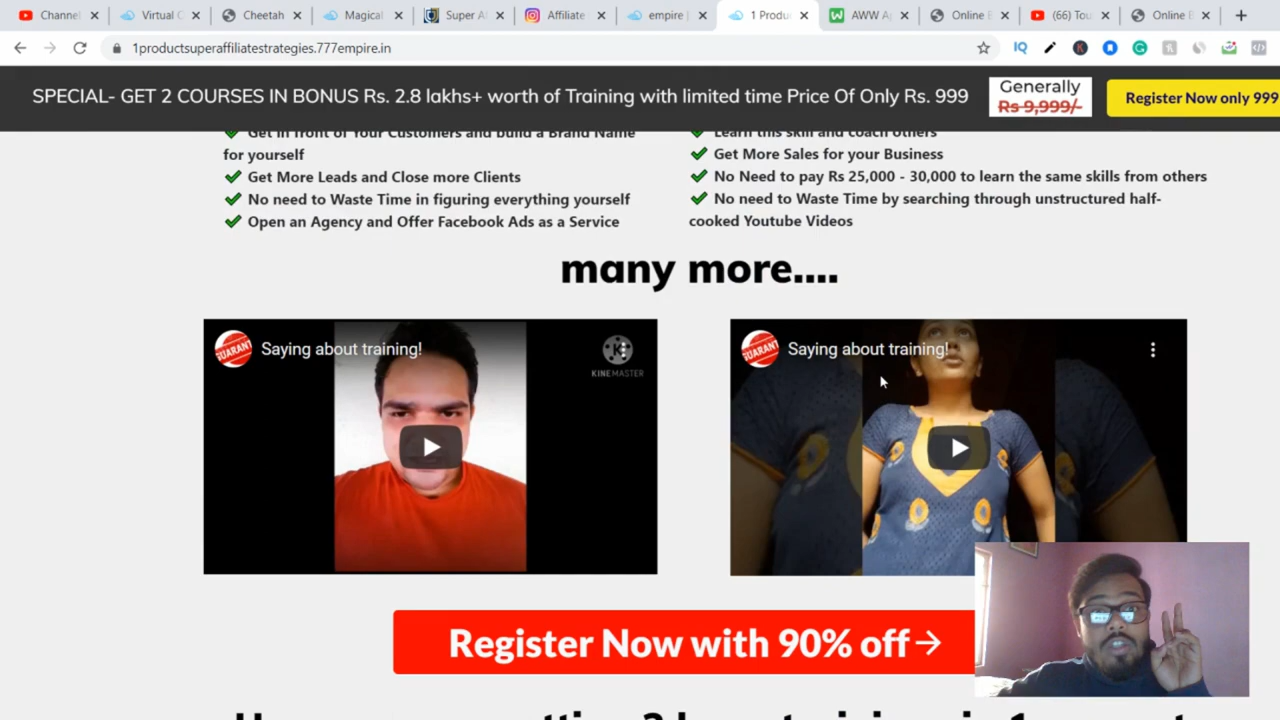 Channel
Virtual C
Cheetah
Magical
Super A
Affiliate
empire
1 Produ
AWW A
Online E
(66) Tou
Online E
1productsuperaffiliatestrategies.777empire.in
IQ
SPECIAL- GET 2 COURSES IN BONUS Rs. 2.8 lakhs+ worth of Training with limited time Price Of Only Rs. 999
Generally
Rs 9,999/-
Register Now only 999
Get in front of Your Customers and build a Brand Name
for yourself
Get More Leads and Close more Clients
No need to Waste Time in figuring everything yourself
Open an Agency and Offer Facebook Ads as a Service
Learn this skill and coach others
Get More Sales for your Business
No Need to pay Rs 25,000 - 30,000 to learn the same skills from others
No need to Waste Time by searching through unstructured half-
cooked Youtube Videos
many more....
GUARANT
Saying about training!
KINEMASTER
GUARANT
Saying about training!
Register Now with 90% off→